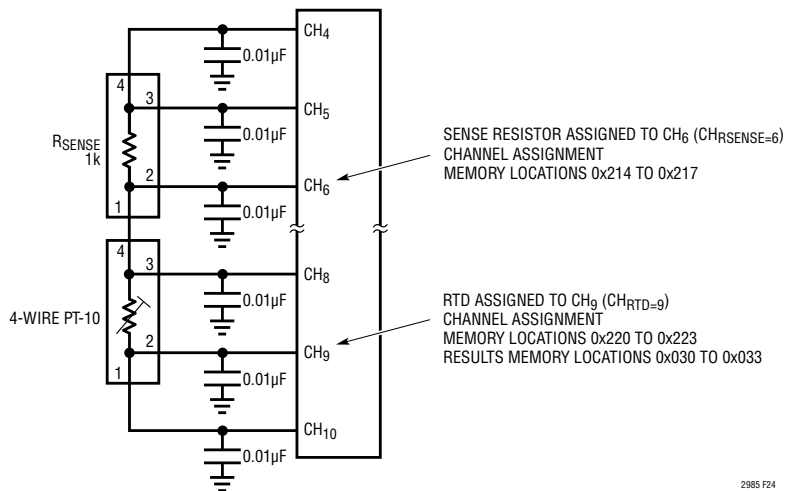 CH4
0.01µF
4
3
CH5
0.01µF
RSENSE
1k
2
CH6
1
0.01µF
SENSE RESISTOR ASSIGNED TO CH6 (CHRSENSE=6)
CHANNEL ASSIGNMENT
MEMORY LOCATIONS 0x214 TO 0x217
4
3
CH8
0.01µF
4-WIRE PT-10
2
CH9
1
0.01µF
RTD ASSIGNED TO CH9 (CHRTD=9)
CHANNEL ASSIGNMENT
MEMORY LOCATIONS 0x220 TO 0x223
RESULTS MEMORY LOCATIONS 0x030 TO 0x033
CH10
0.01µF
2985 F24